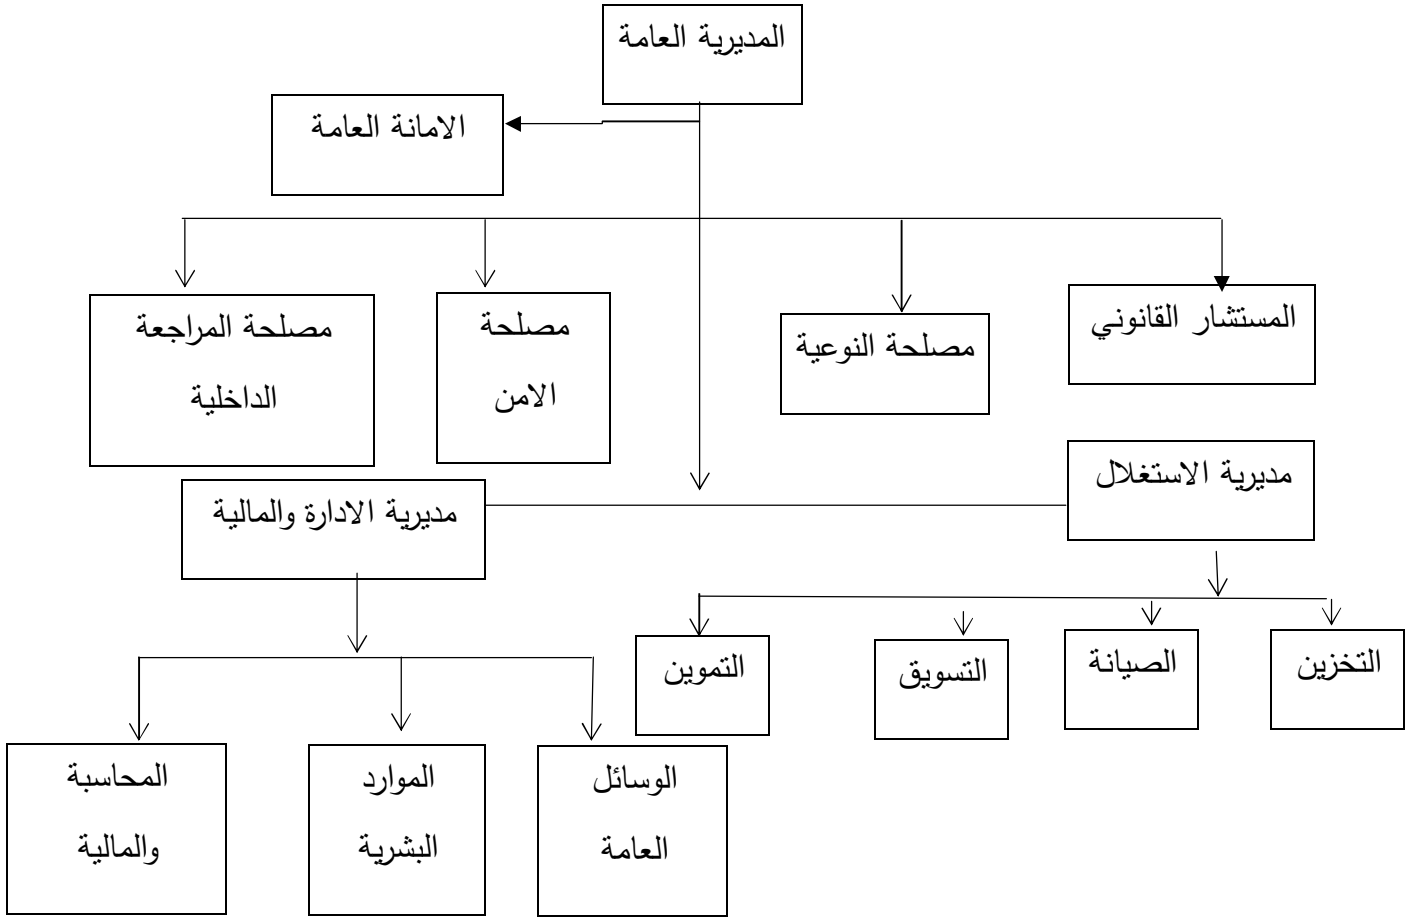 المديرية العامة
الامانة العامة
المستشار القانوني
مصلحة النوعية
مصلحة
الامن
مصلحة المراجعة
الداخلية
مديرية الاستغلال
مديرية الادارة والمالية
التخزين
الصيانة
التسويق
التموين
الوسائل
العامة
الموارد
البشرية
المحاسبة
والمالية